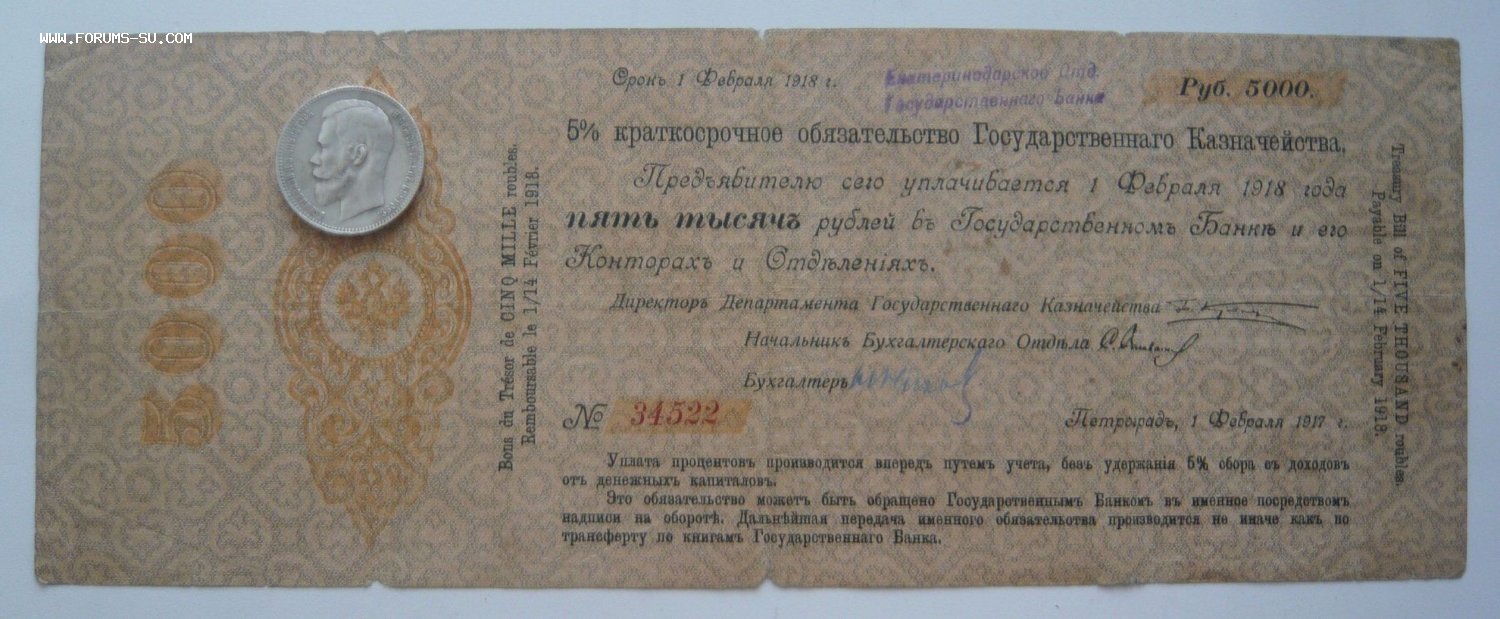 www.forums-su.com
Срокъ 1 Февраля 1918 г.
Екатеринодарское Отд.
Государственнаго Банка
Руб. 5000.
5% краткосрочное обязательство Государственнаго Казначейства.
Предъявителю сего уплачивается 1 Февраля 1918 года
пять тысячъ рублей въ Государственномъ Банкѣ и его
Конторахъ и Отдѣленіяхъ.
Директоръ Департамента Государственнаго Казначейства
Начальникъ Бухгалтерскаго Отдѣла
Бухгалтеръ
№ 34522
Петроградъ, 1 Февраля 1917 г.
Уплата процентовъ производится впередъ путемъ учета, безъ удержанія 5% сбора съ доходовъ
отъ денежныхъ капиталовъ.
Это обязательство можетъ быть обращено Государственнымъ Банкомъ въ именное посредствомъ
надписи на оборотѣ. Дальнѣйшая передача именного обязательства производится не иначе какъ по
трансферту по книгамъ Государственнаго Банка.
5000
Bons du Trésor de CINQ MILLE roubles.
Remboursable le 1/14 Février 1918.
Treasury Bill of FIVE THOUSAND roubles
Payable on 1/14 February 1918.